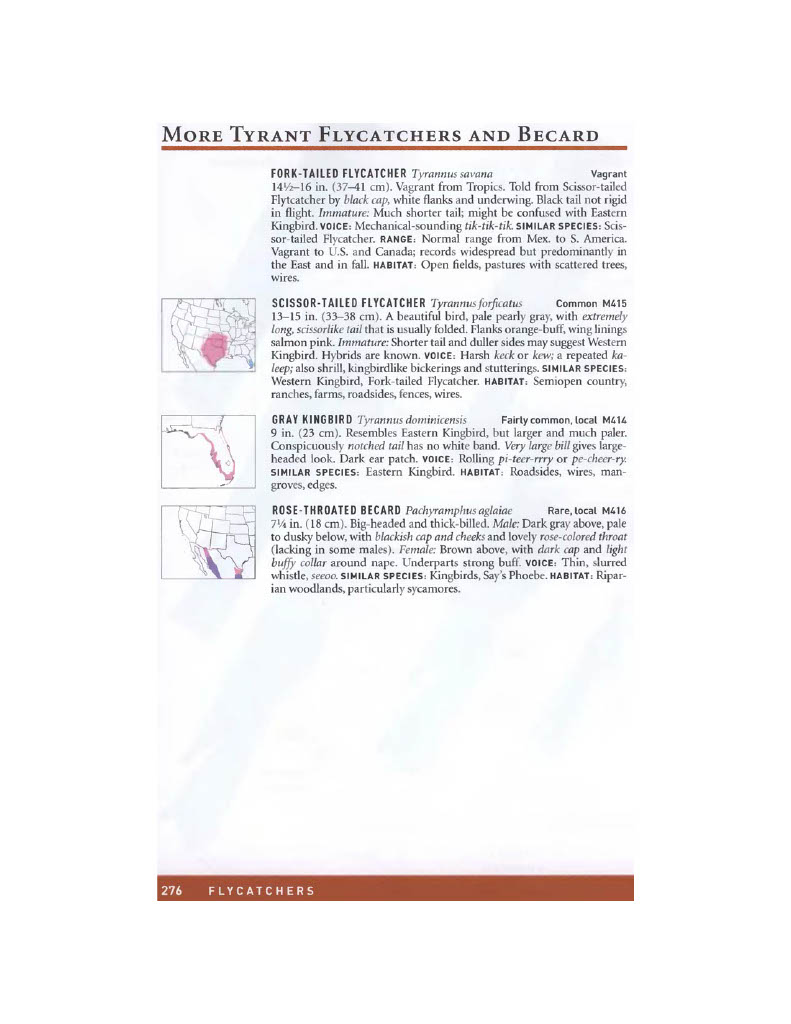 MORE TYRANT FLYCATCHERS AND BECARD
FORK-TAILED FLYCATCHER Tyrannus savana Vagrant
14½–16 in. (37–41 cm). Vagrant from Tropics. Told from Scissor-tailed
Flytcatcher by black cap, white flanks and underwing. Black tail not rigid
in flight. Immature: Much shorter tail; might be confused with Eastern
Kingbird. VOICE: Mechanical-sounding tik-tik-tik. SIMILAR SPECIES: Scis-
sor-tailed Flycatcher. RANGE: Normal range from Mex. to S. America.
Vagrant to U.S. and Canada; records widespread but predominantly in
the East and in fall. HABITAT: Open fields, pastures with scattered trees,
wires.
SCISSOR-TAILED FLYCATCHER Tyrannus forficatus Common M415
13–15 in. (33–38 cm). A beautiful bird, pale pearly gray, with extremely
long, scissorlike tail that is usually folded. Flanks orange-buff, wing linings
salmon pink. Immature: Shorter tail and duller sides may suggest Western
Kingbird. Hybrids are known. VOICE: Harsh keck or kew; a repeated ka-
leep; also shrill, kingbirdlike bickerings and stutterings. SIMILAR SPECIES:
Western Kingbird, Fork-tailed Flycatcher. HABITAT: Semiopen country,
ranches, farms, roadsides, fences, wires.
GRAY KINGBIRD Tyrannus dominicensis Fairly common, local M414
9 in. (23 cm). Resembles Eastern Kingbird, but larger and much paler.
Conspicuously notched tail has no white band. Very large bill gives large-
headed look. Dark ear patch. VOICE: Rolling pi-teer-rrry or pe-cheer-ry.
SIMILAR SPECIES: Eastern Kingbird. HABITAT: Roadsides, wires, man-
groves, edges.
ROSE-THROATED BECARD Pachyramphus aglaiae Rare, local M416
7¼ in. (18 cm). Big-headed and thick-billed. Male: Dark gray above, pale
to dusky below, with blackish cap and cheeks and lovely rose-colored throat
(lacking in some males). Female: Brown above, with dark cap and light
buffy collar around nape. Underparts strong buff. VOICE: Thin, slurred
whistle, seeoo. SIMILAR SPECIES: Kingbirds, Say's Phoebe. HABITAT: Ripar-
ian woodlands, particularly sycamores.
276 FLYCATCHERS